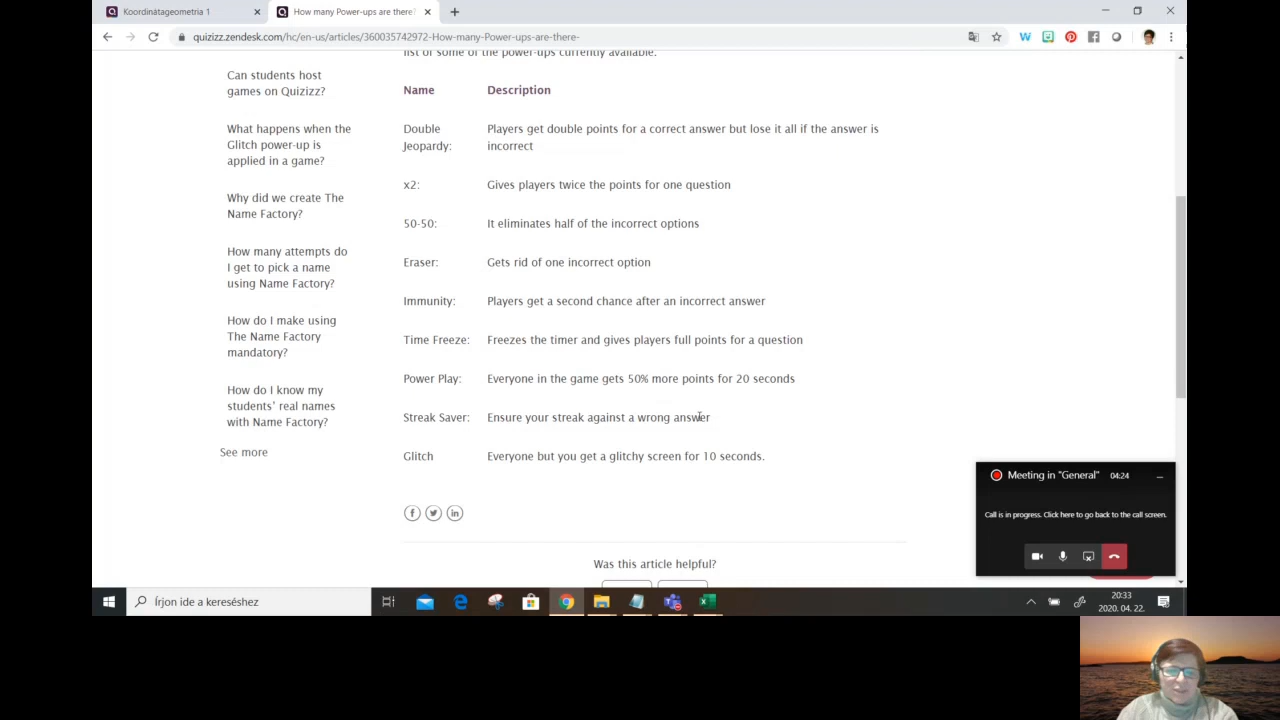 Koordinátageometria 1
How many Power-ups are there?
quizizz.zendesk.com/hc/en-us/articles/360035742972-How-many-Power-ups-are-there-
list of some of the power-ups currently available.
Can students host
games on Quizizz?
What happens when the
Glitch power-up is
applied in a game?
Why did we create The
Name Factory?
How many attempts do
I get to pick a name
using Name Factory?
How do I make using
The Name Factory
mandatory?
How do I know my
students' real names
with Name Factory?
See more
Name Description
Double Players get double points for a correct answer but lose it all if the answer is
Jeopardy: incorrect
x2: Gives players twice the points for one question
50-50: It eliminates half of the incorrect options
Eraser: Gets rid of one incorrect option
Immunity: Players get a second chance after an incorrect answer
Time Freeze: Freezes the timer and gives players full points for a question
Power Play: Everyone in the game gets 50% more points for 20 seconds
Streak Saver: Ensure your streak against a wrong answer
Glitch Everyone but you get a glitchy screen for 10 seconds.
Was this article helpful?
Meeting in "General" 04:24
Call is in progress. Click here to go back to the call screen.
Írjon ide a kereséshez
20:33
2020. 04. 22.